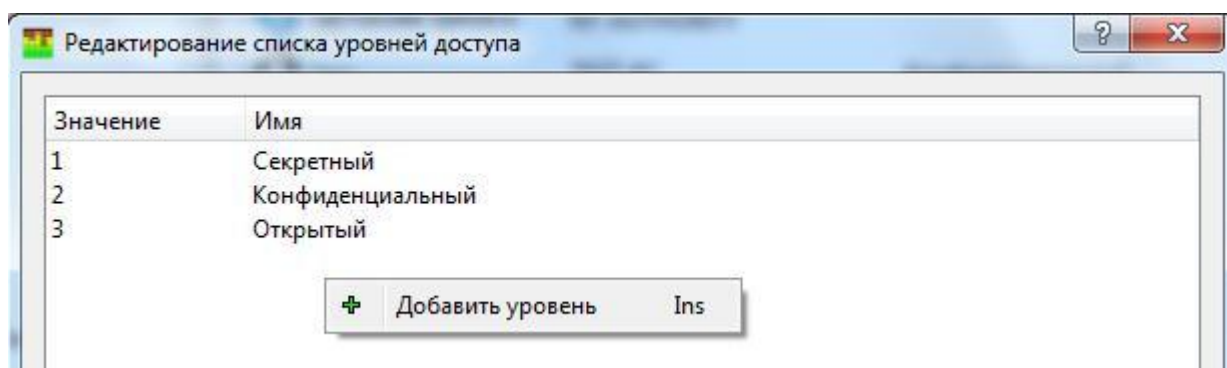 Редактирование списка уровней доступа
Значение Имя
1 Секретный
2 Конфиденциальный
3 Открытый
Добавить уровень Ins